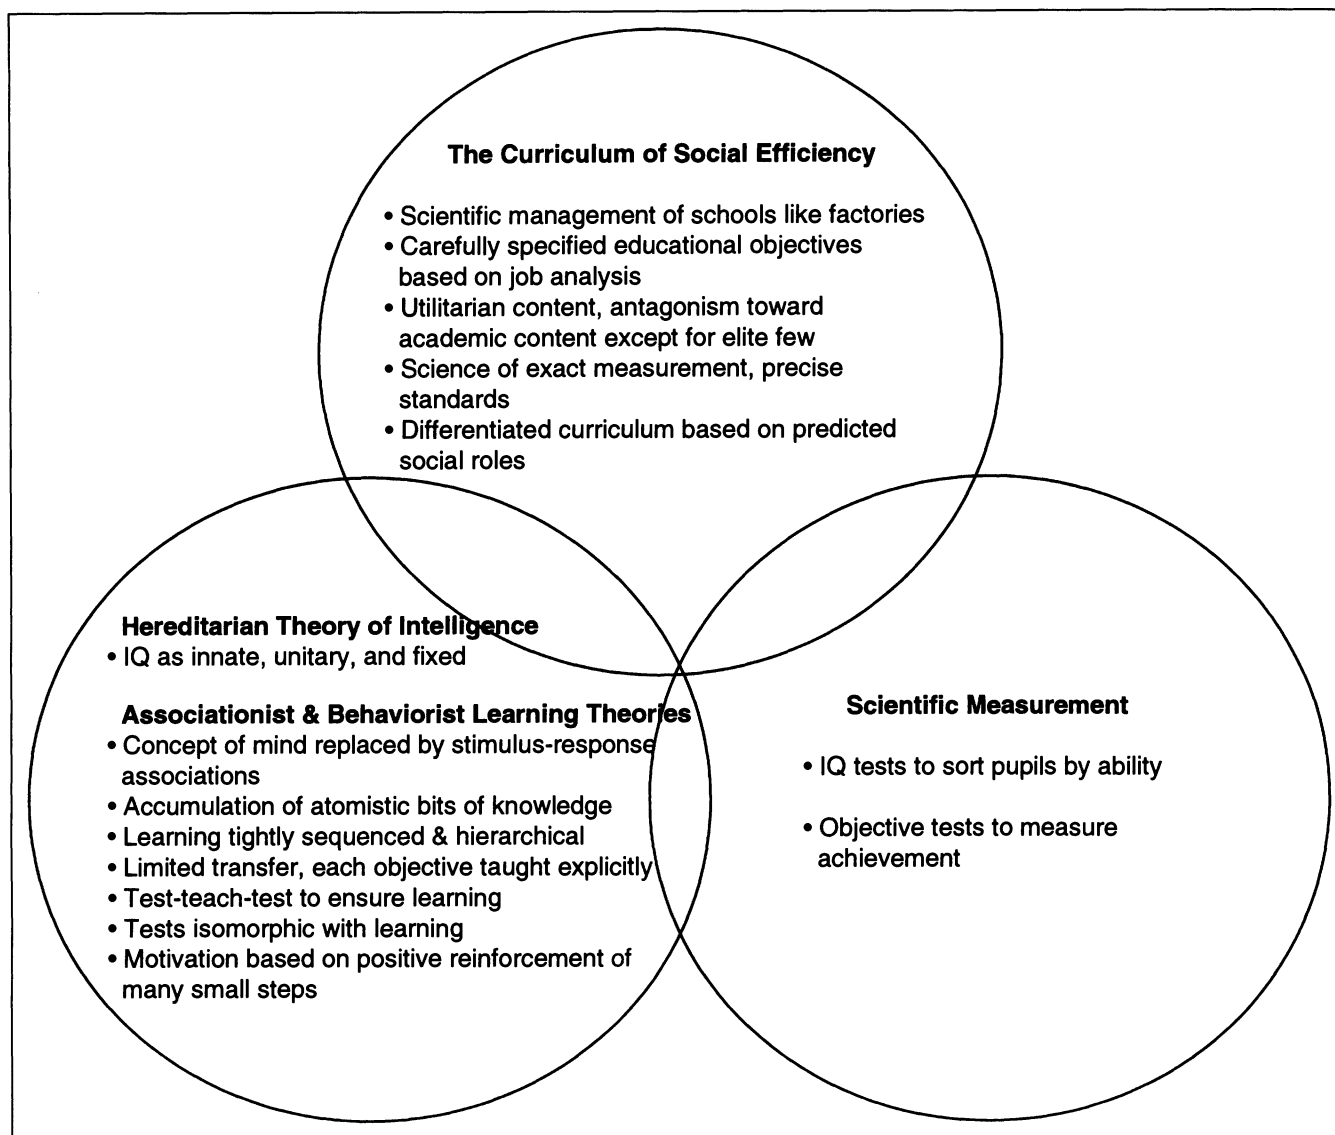 The Curriculum of Social Efficiency
• Scientific management of schools like factories
• Carefully specified educational objectives
based on job analysis
• Utilitarian content, antagonism toward
academic content except for elite few
• Science of exact measurement, precise
standards
• Differentiated curriculum based on predicted
social roles
Hereditarian Theory of Intelligence
• IQ as innate, unitary, and fixed
Associationist & Behaviorist Learning Theories
• Concept of mind replaced by stimulus-response
associations
• Accumulation of atomistic bits of knowledge
• Learning tightly sequenced & hierarchical
• Limited transfer, each objective taught explicitly
• Test-teach-test to ensure learning
• Tests isomorphic with learning
• Motivation based on positive reinforcement of
many small steps
Scientific Measurement
• IQ tests to sort pupils by ability
• Objective tests to measure
achievement